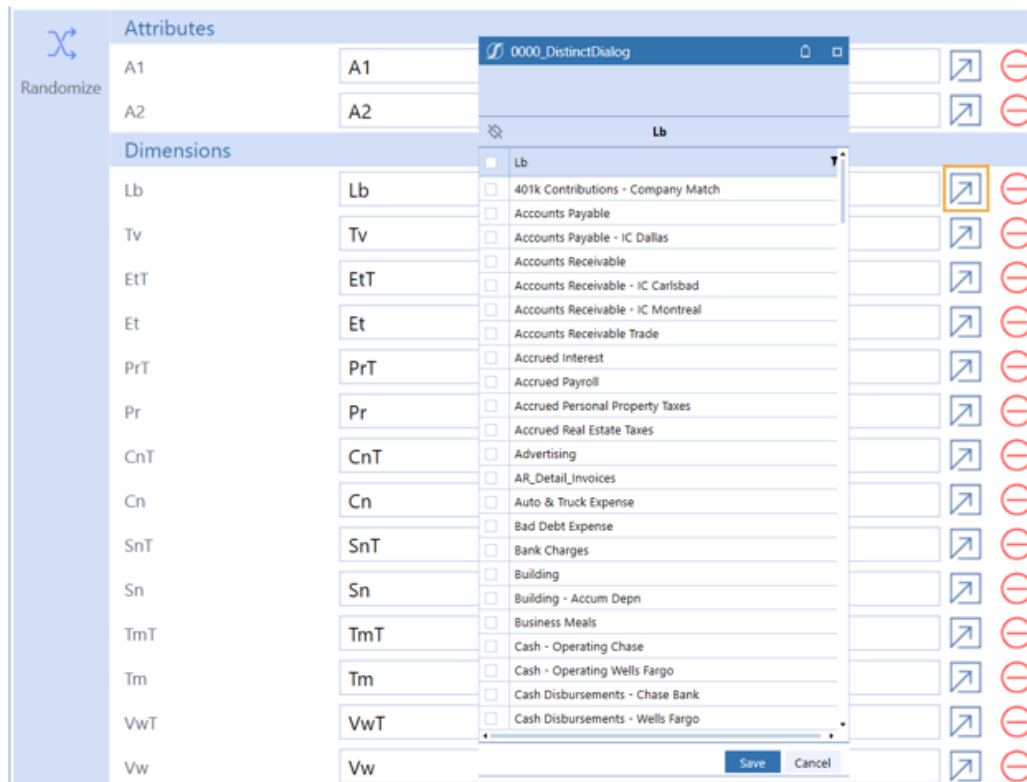 Randomize
Attributes
A1 A1
A2 A2
Dimensions
Lb Lb
Tv Tv
EtT EtT
Et Et
PrT PrT
Pr Pr
CnT CnT
Cn Cn
SnT SnT
Sn Sn
TmT TmT
Tm Tm
VwT VwT
Vw Vw
0000_DistinctDialog
Lb
Lb
401k Contributions - Company Match
Accounts Payable
Accounts Payable - IC Dallas
Accounts Receivable
Accounts Receivable - IC Carlsbad
Accounts Receivable - IC Montreal
Accounts Receivable Trade
Accrued Interest
Accrued Payroll
Accrued Personal Property Taxes
Accrued Real Estate Taxes
Advertising
AR_Detail_Invoices
Auto & Truck Expense
Bad Debt Expense
Bank Charges
Building
Building - Accum Depn
Business Meals
Cash - Operating Chase
Cash - Operating Wells Fargo
Cash Disbursements - Chase Bank
Cash Disbursements - Wells Fargo
Save Cancel